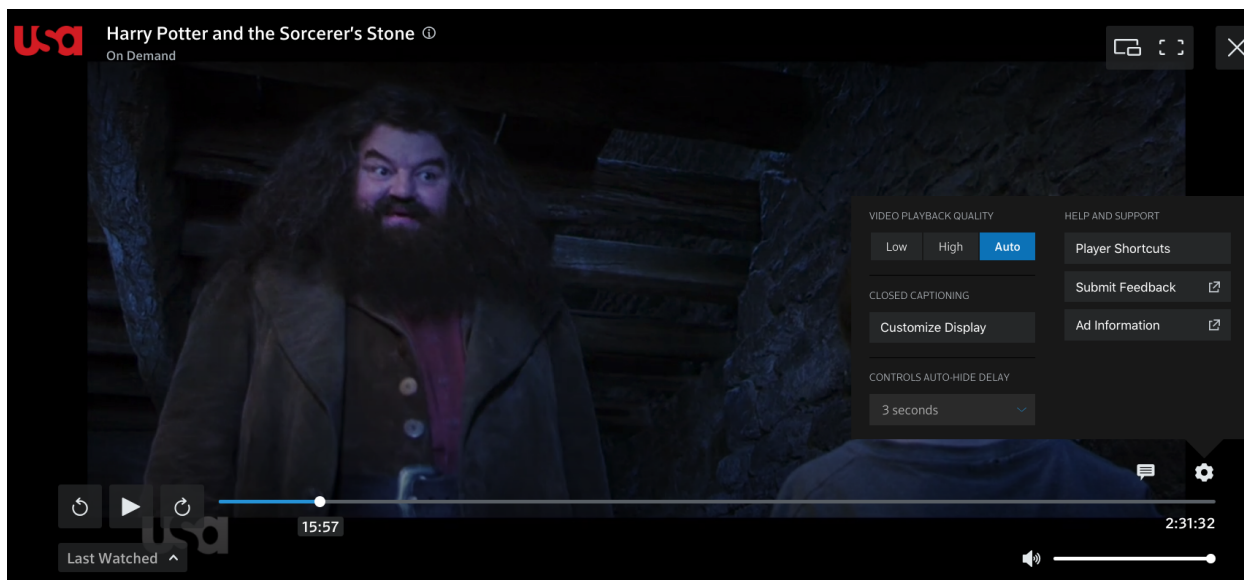 usa
Harry Potter and the Sorcerer's Stone
On Demand
VIDEO PLAYBACK QUALITY
Low High Auto
CLOSED CAPTIONING
Customize Display
CONTROLS AUTO-HIDE DELAY
3 seconds
HELP AND SUPPORT
Player Shortcuts
Submit Feedback
Ad Information
15:57
2:31:32
usa
Last Watched